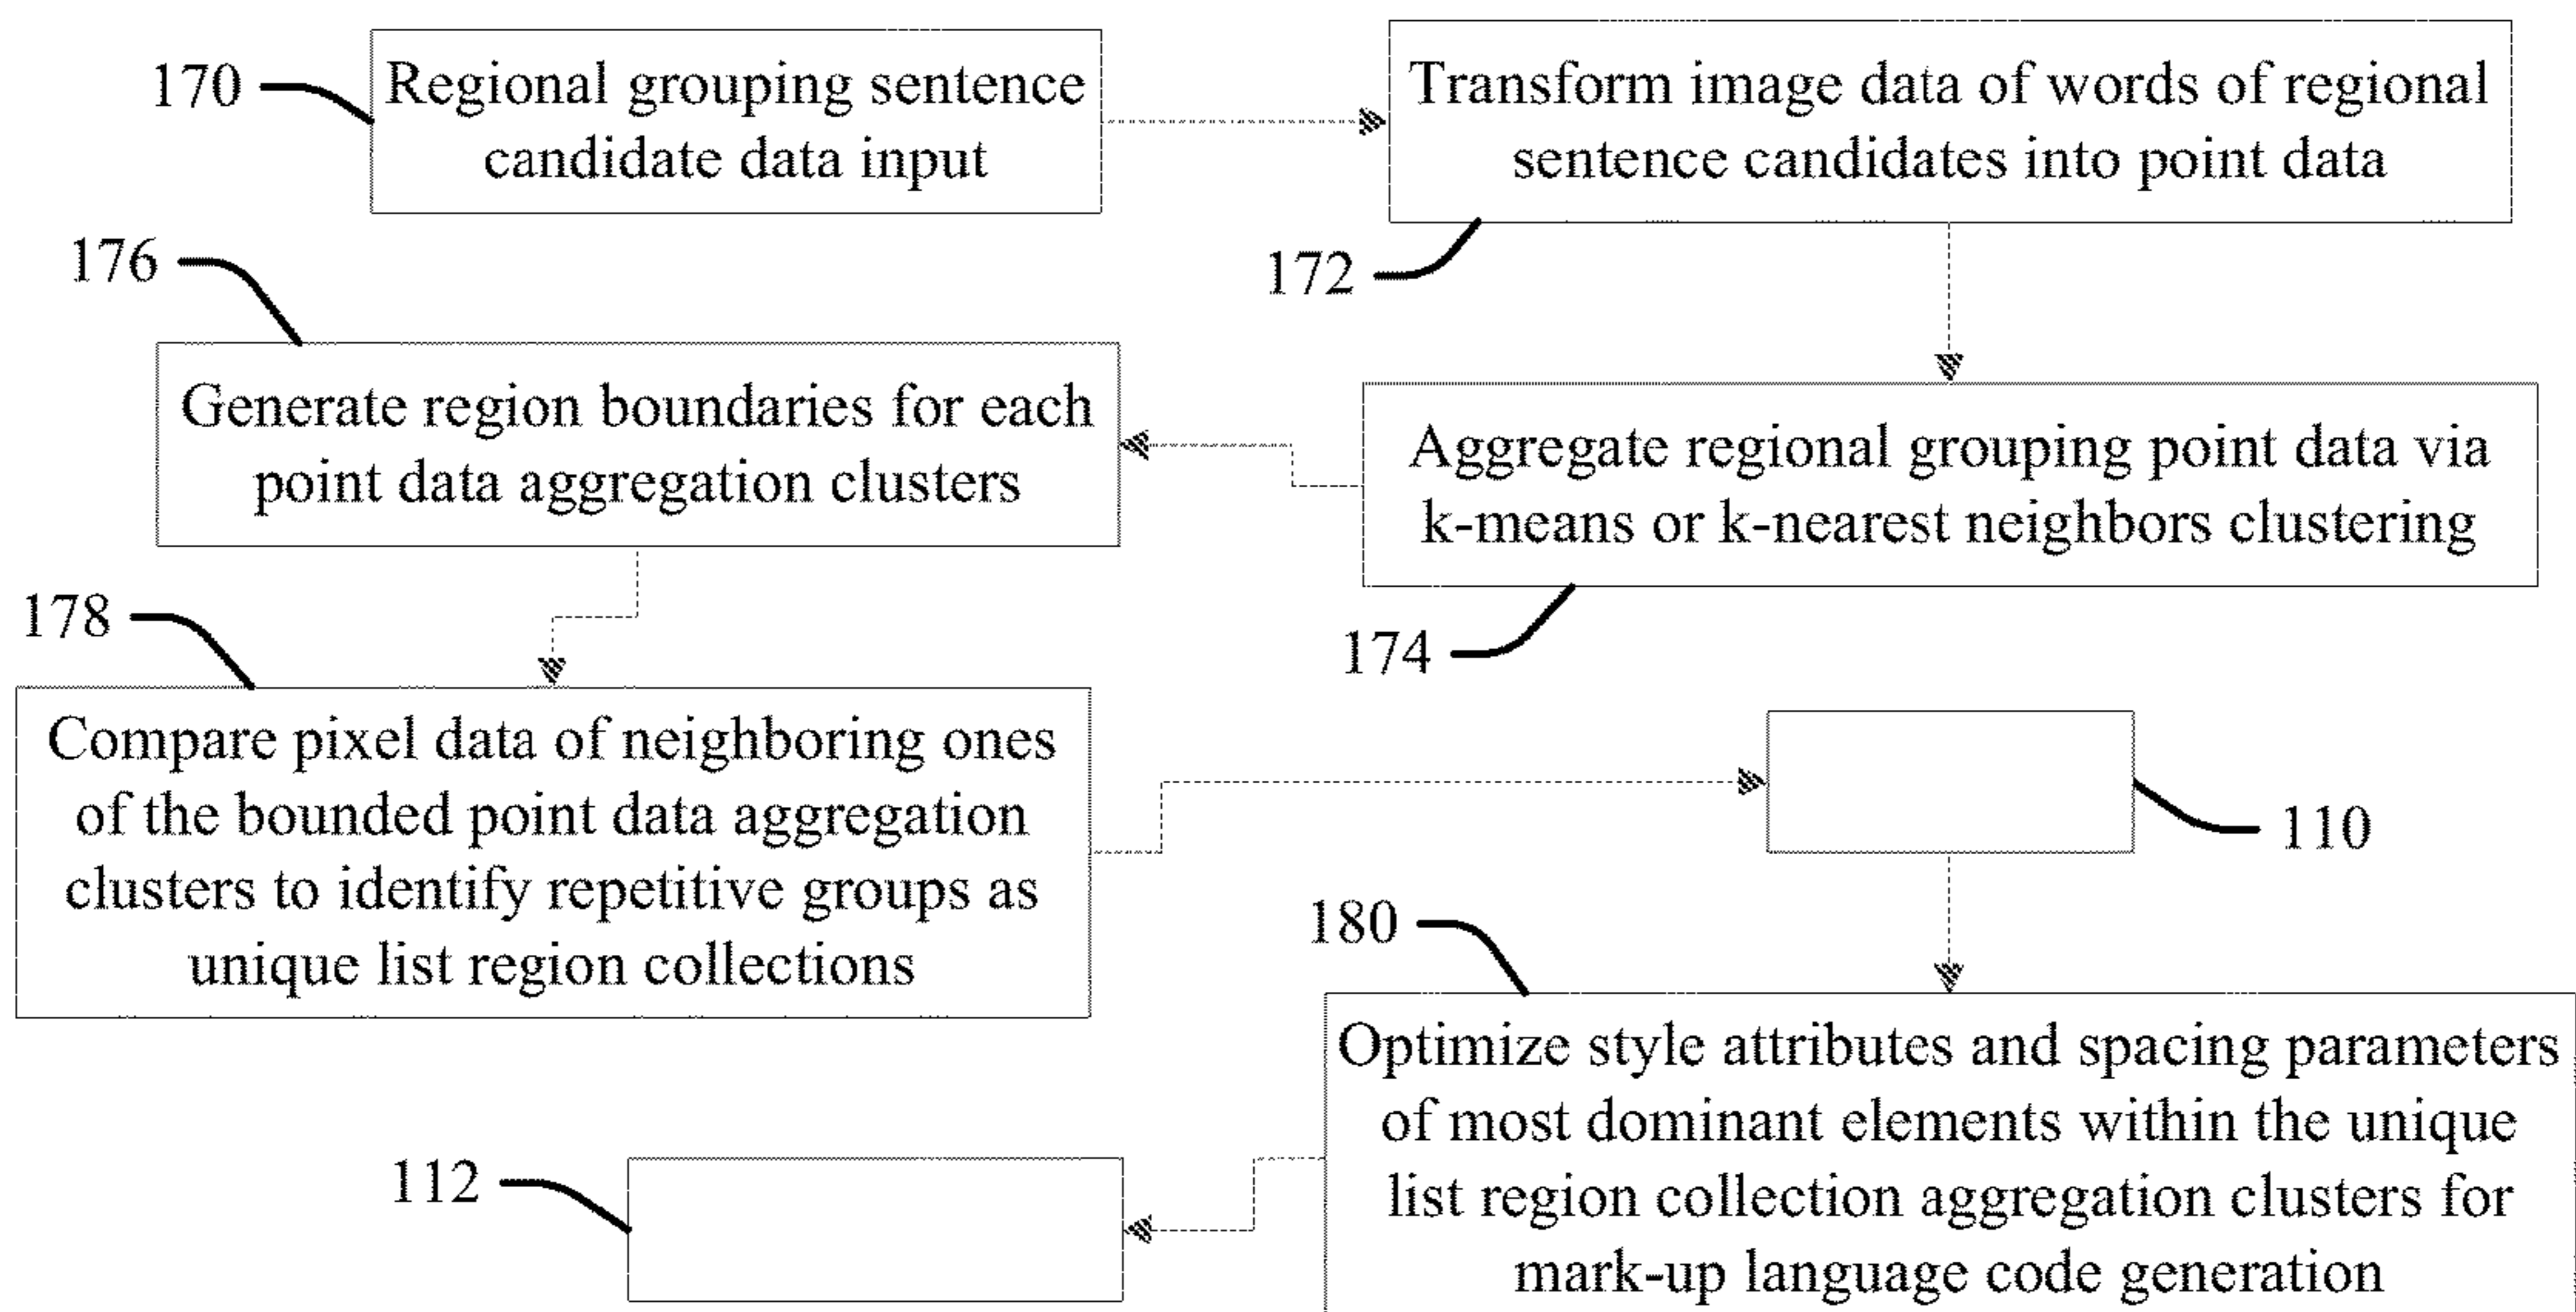 170
Regional grouping sentence
candidate data input
Transform image data of words of regional
sentence candidates into point data
172
176
Generate region boundaries for each
point data aggregation clusters
Aggregate regional grouping point data via
k-means or k-nearest neighbors clustering
174
178
Compare pixel data of neighboring ones
of the bounded point data aggregation
clusters to identify repetitive groups as
unique list region collections
110
180
Optimize style attributes and spacing parameters
of most dominant elements within the unique
list region collection aggregation clusters for
mark-up language code generation
112